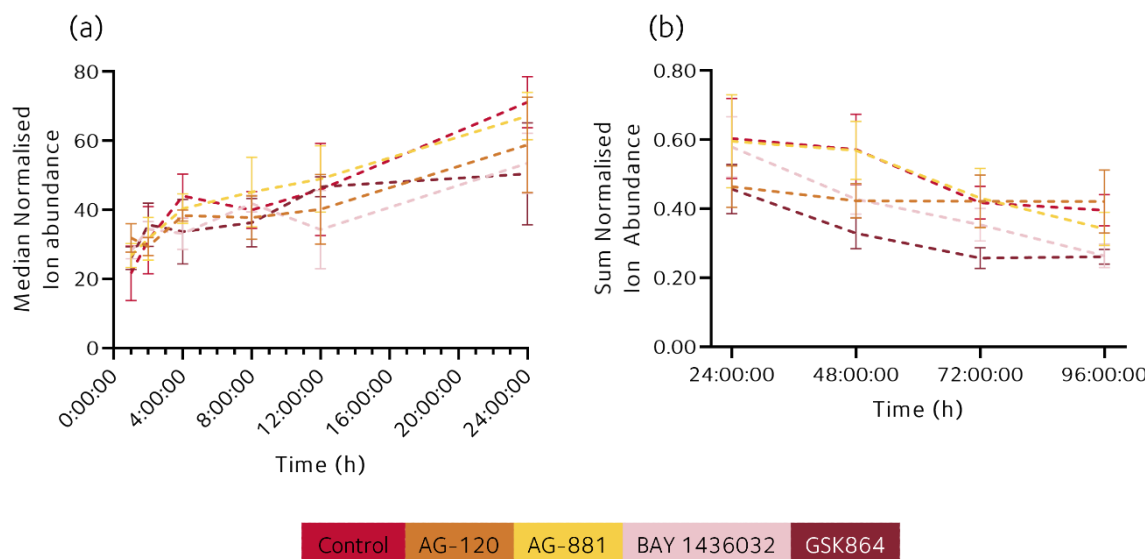 (a)
Median Normalised
Ion abundance
80
60
40
20
0
0:00:00
4:00:00
8:00:00
12:00:00
16:00:00
20:00:00
24:00:00
Time (h)
(b)
Sum Normalised
Ion Abundance
0.80
0.60
0.40
0.20
0.00
24:00:00
48:00:00
72:00:00
96:00:00
Time (h)
Control AG-120 AG-881 BAY 1436032 GSK864